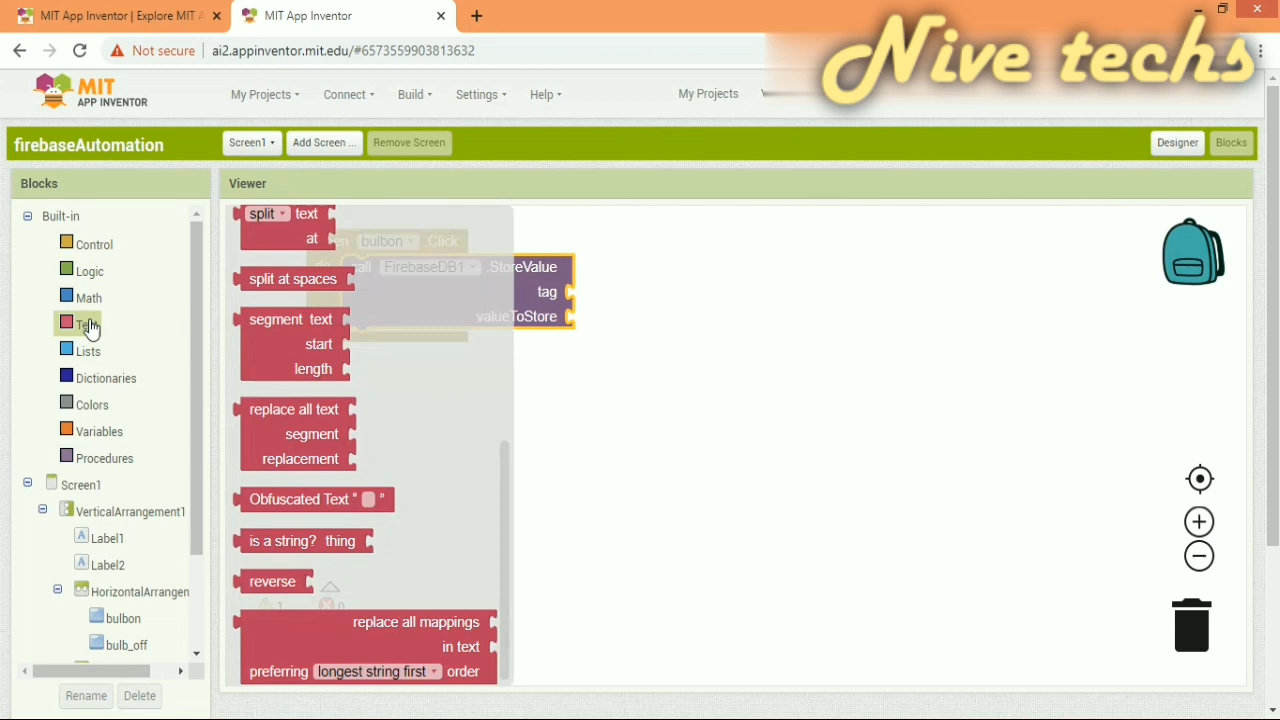 MIT App Inventor | Explore MIT A
MIT App Inventor
Not secure
ai2.appinventor.mit.edu/#6573559903813632
Nive techs
MIT
APP INVENTOR
My Projects
Connect
Build
Settings
Help
My Projects
firebaseAutomation
Screen1
Add Screen ...
Remove Screen
Designer
Blocks
Blocks
Viewer
Built-in
Control
Logic
Math
Lists
Dictionaries
Colors
Variables
Procedures
Screen1
VerticalArrangement1
Label1
Label2
HorizontalArrangen
bulbon
bulb_off
Rename
Delete
split text
at
split at spaces
segment text
start
length
replace all text
segment
replacement
Obfuscated Text “ ”
is a string? thing
reverse
replace all mappings
in text
preferring longest string first order
bulbon .Click
call FirebaseDB1 .StoreValue
tag
valueToStore
1
0